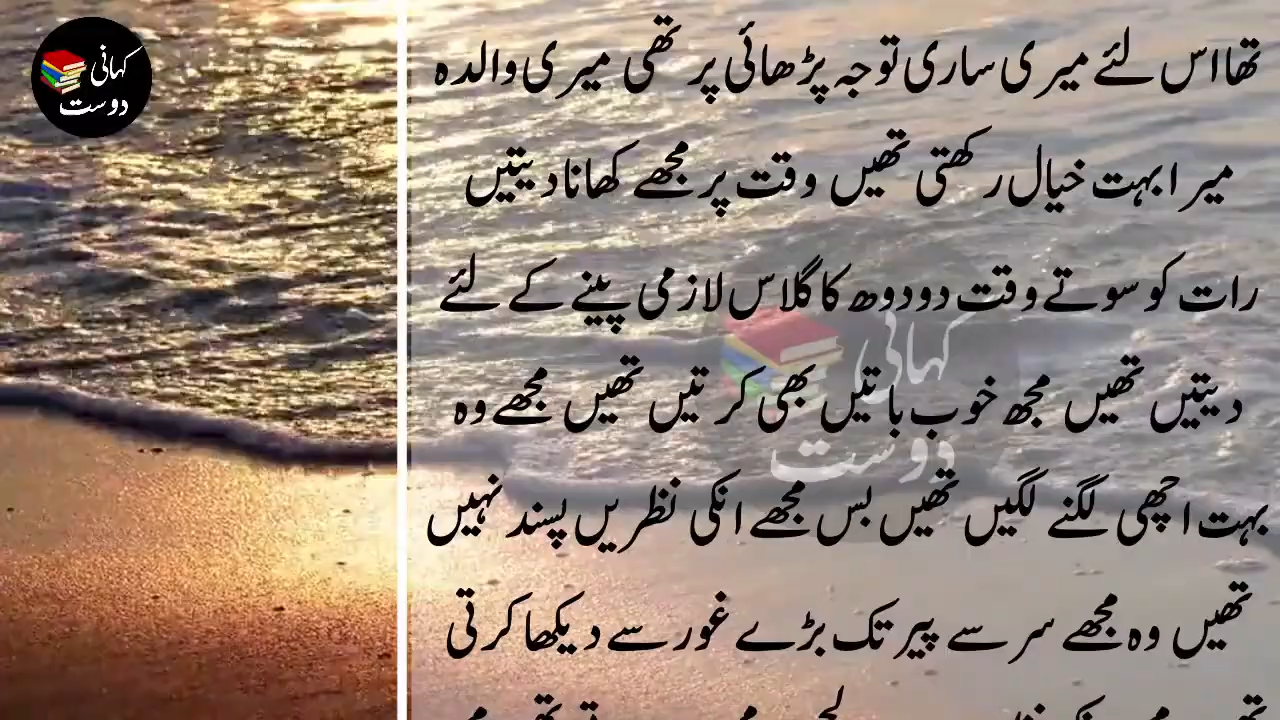 کہانی
دوست
تھا اس لئے میری ساری توجہ پڑھائی پر تھی میری والدہ
میرا بہت خیال رکھتی تھیں وقت پر مجھے کھانا دیتیں
رات کو سوتے وقت دودوھ کا گلاس لازمی پینے کے لئے
دیتیں تھیں مجھ خوب باتیں بھی کرتیں تھیں مجھے وہ
بہت اچھی لگنے لگیں تھیں بس مجھے انکی نظریں پسند نہیں
تھیں وہ مجھے سر سے پیر تک بڑے غور سے دیکھا کرتی
کہانی
دوست